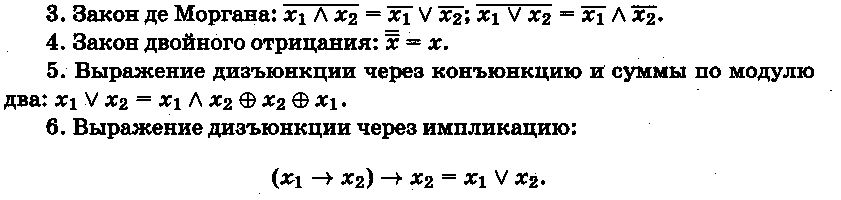 3. Закон де Моргана: $\overline{x_1 \wedge x_2} = \overline{x_1} \vee \overline{x_2}$; $\overline{x_1 \vee x_2} = \overline{x_1} \wedge \overline{x_2}$.
4. Закон двойного отрицания: $\overline{\overline{x}} = x$.
5. Выражение дизъюнкции через конъюнкцию и суммы по модулю
два: $x_1 \vee x_2 = x_1 \wedge x_2 \oplus x_2 \oplus x_1$.
6. Выражение дизъюнкции через импликацию:
$(x_1 \to x_2) \to x_2 = x_1 \vee x_2$.